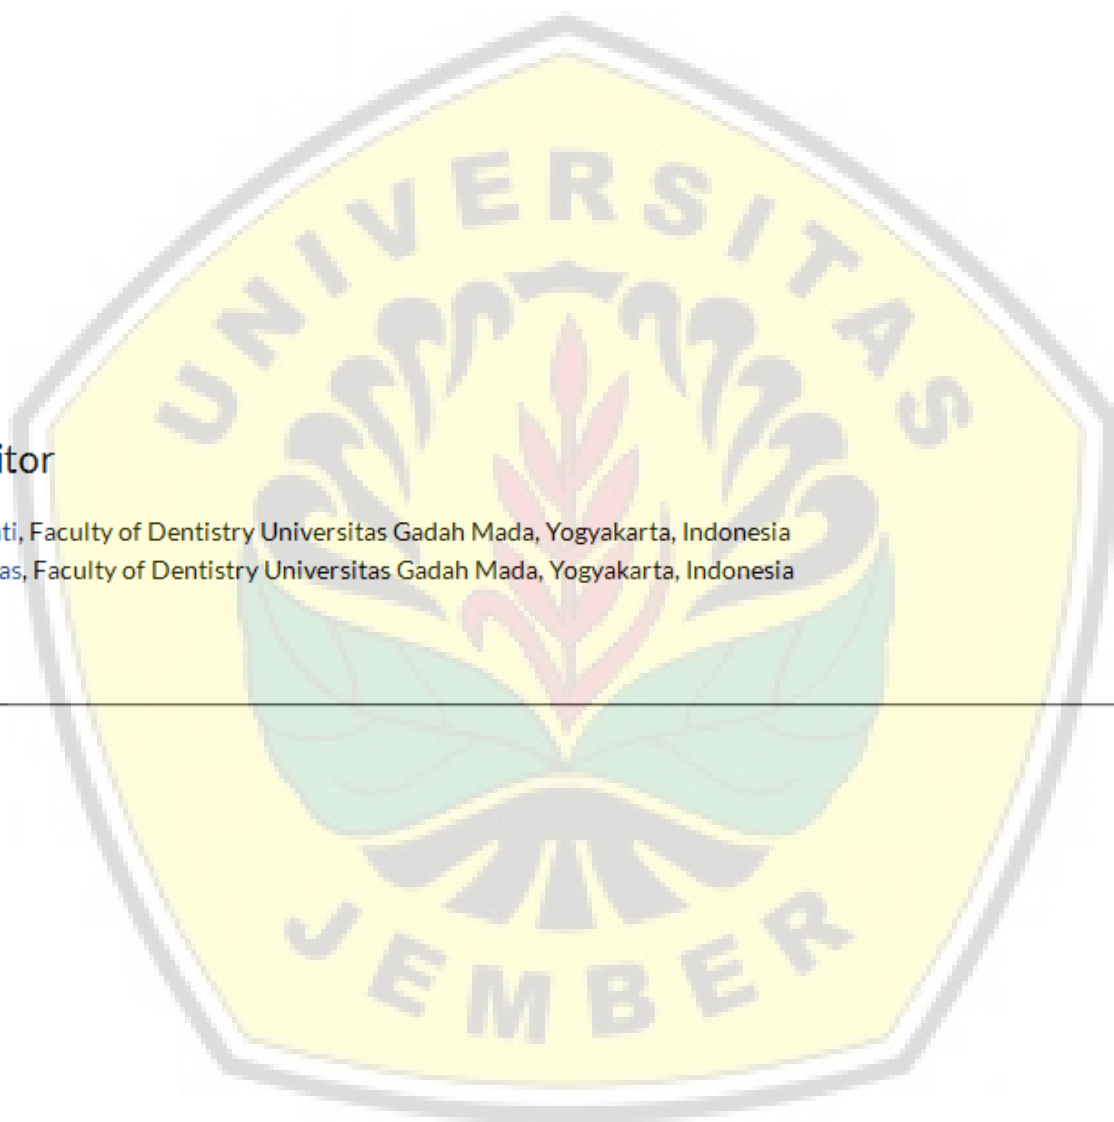 UNIVERSITAS
itor
ti, Faculty of Dentistry Universitas Gadah Mada, Yogyakarta, Indonesia
as, Faculty of Dentistry Universitas Gadah Mada, Yogyakarta, Indonesia
JEMBER